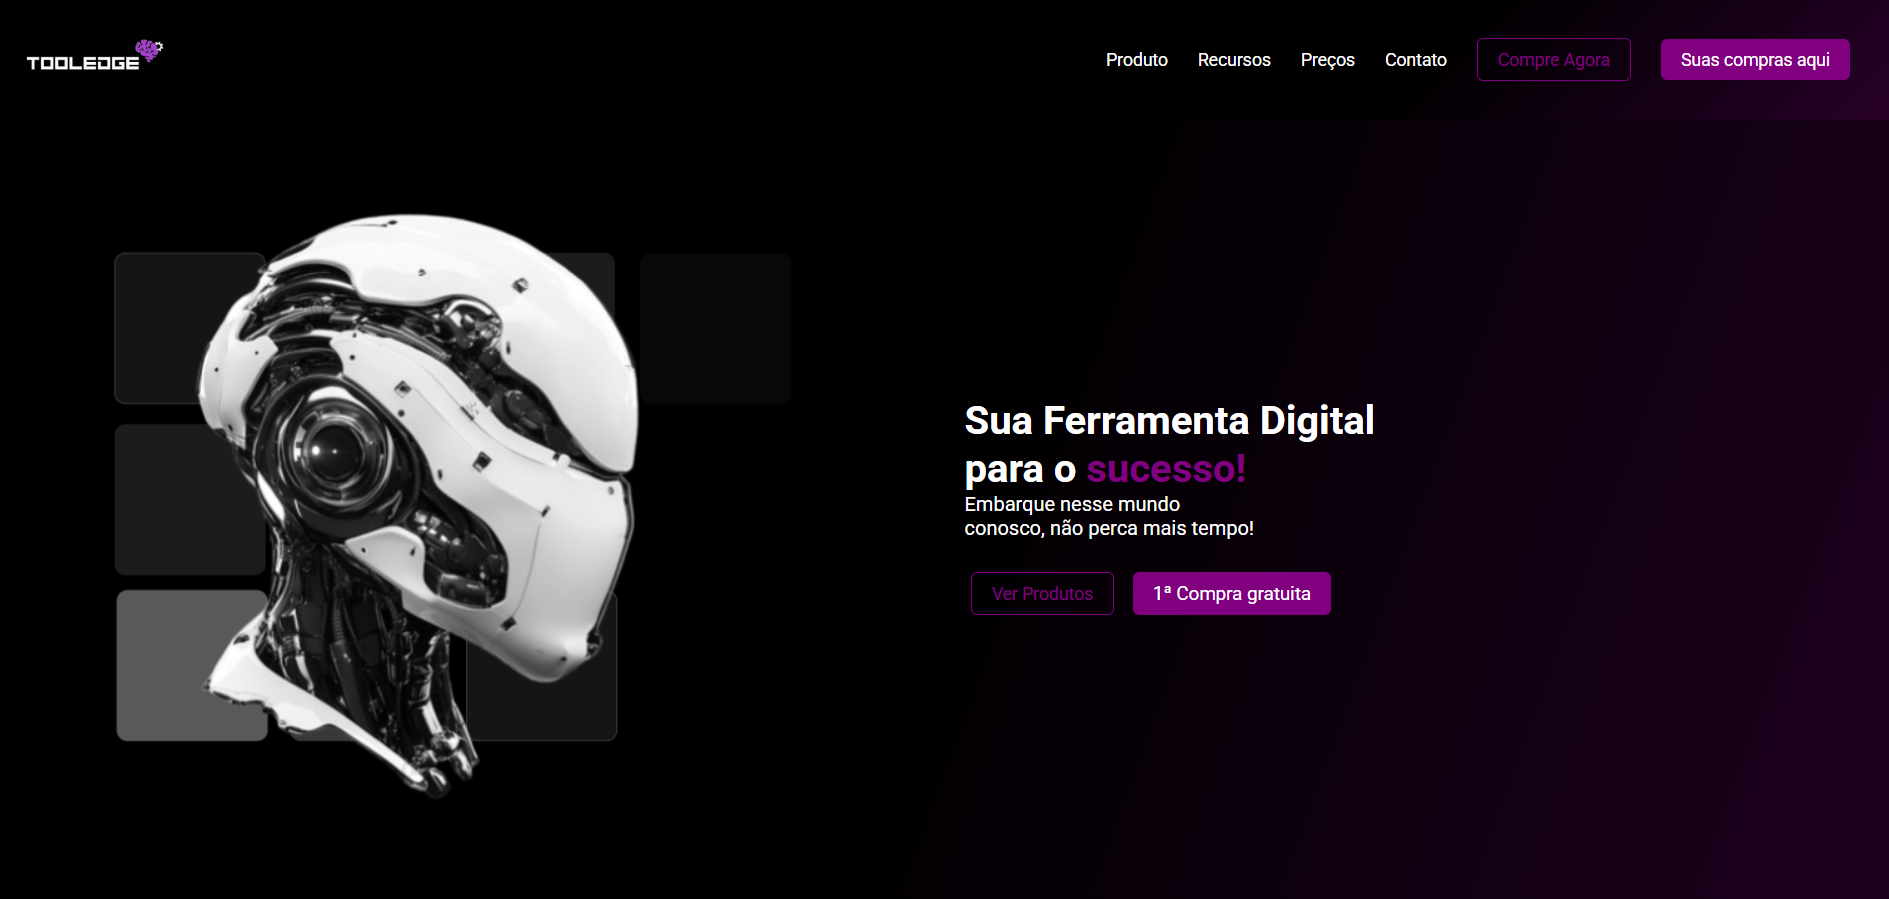 TOOLEDGE
Produto
Recursos
Preços
Contato
Compre Agora
Suas compras aqui
Sua Ferramenta Digital
para o sucesso!
Embarque nesse mundo
conosco, não perca mais tempo!
Ver Produtos
1ª Compra gratuita